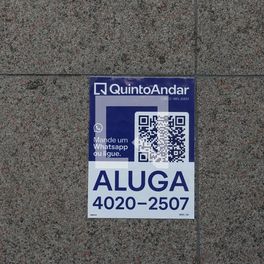 QuintoAndar
Mande um
Whatsapp
ou ligue.
ALUGA
4020-2507